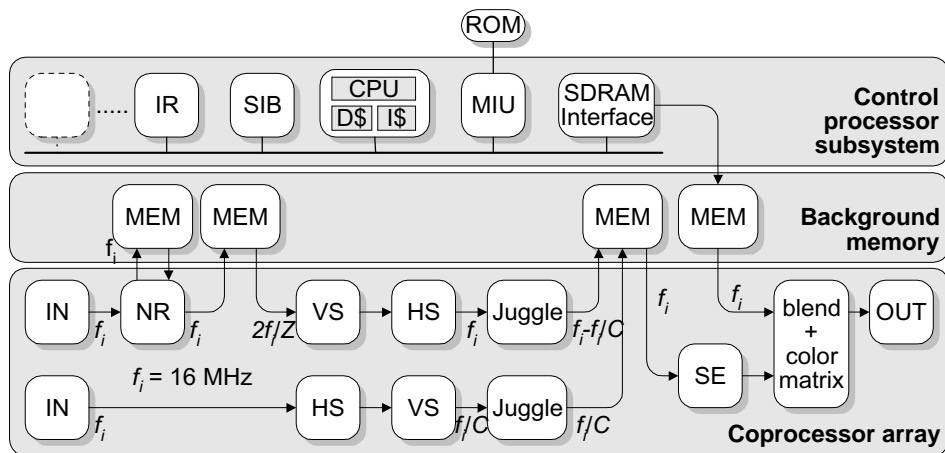 ROM
..... IR SIB CPU MIU SDRAM
D$ I$ Interface
Control
processor
subsystem
MEM MEM MEM MEM
Background
memory
f_i
IN NR VS HS Juggle blend OUT
+
color
matrix
f_i f_i 2f_i/Z f_i f_i-f_i/C f_i f_i
f_i = 16 MHz
SE
IN HS VS Juggle
f_i f_i/C f_i/C
Coprocessor array